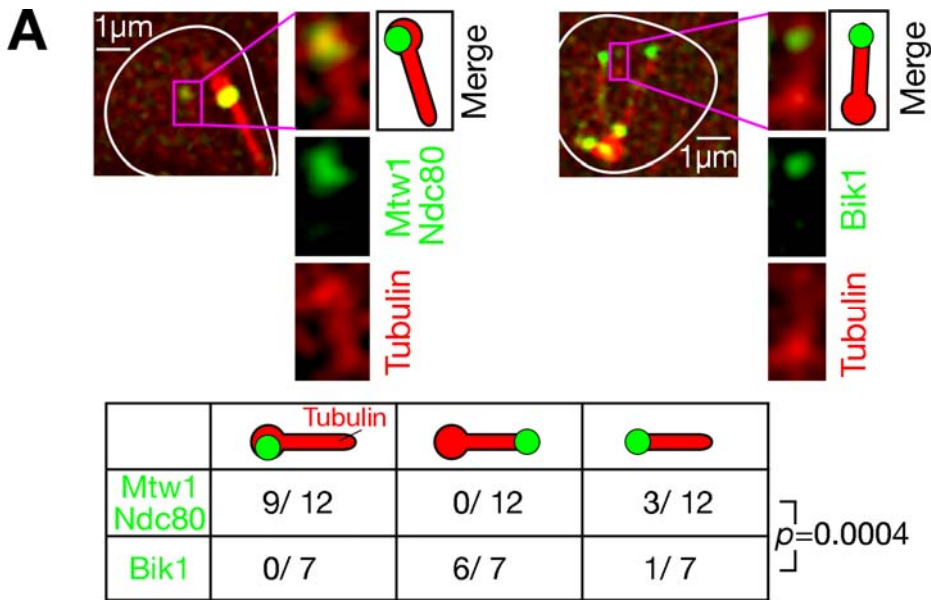 A
1μm
Merge
Mtw1
Ndc80
Tubulin
1μm
Merge
Bik1
Tubulin
Tubulin
Mtw1
Ndc80
9/ 12
0/ 12
3/ 12
Bik1
0/ 7
6/ 7
1/ 7
p=0.0004